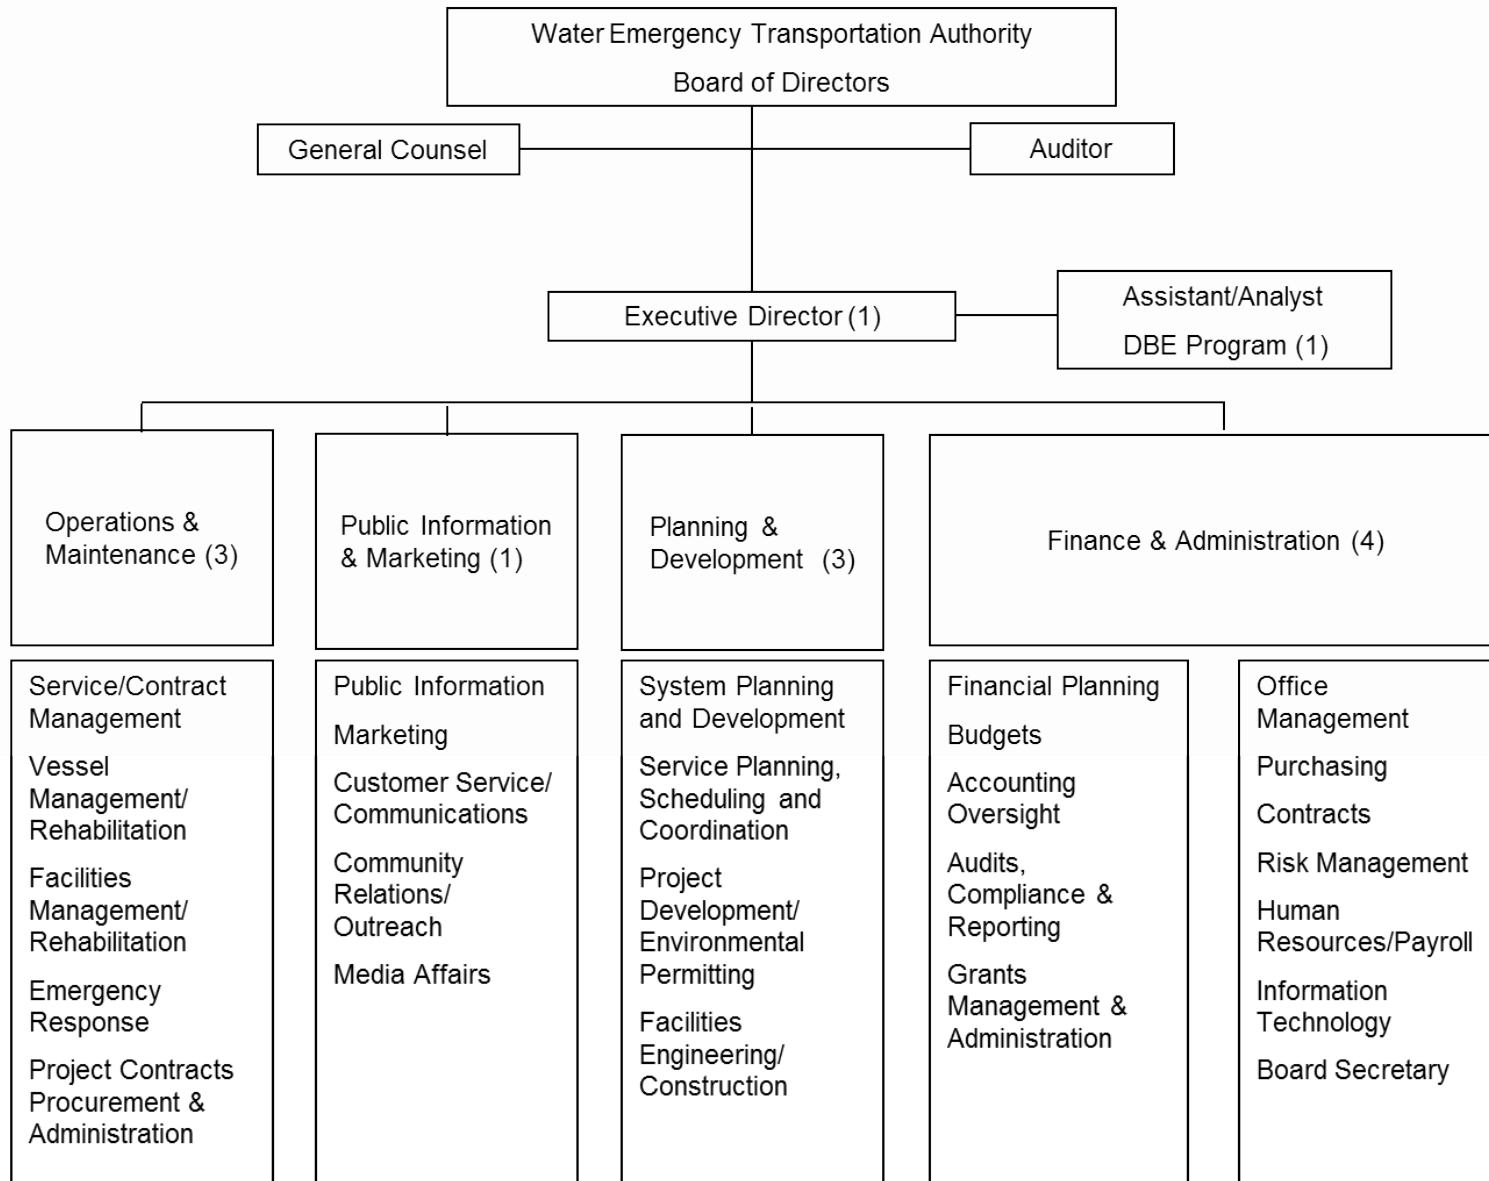 Water Emergency Transportation Authority
Board of Directors
General Counsel
Auditor
Executive Director (1)
Assistant/Analyst
DBE Program (1)
Operations &
Maintenance (3)
Public Information
& Marketing (1)
Planning &
Development (3)
Finance & Administration (4)
Service/Contract
Management
Vessel
Management/
Rehabilitation
Facilities
Management/
Rehabilitation
Emergency
Response
Project Contracts
Procurement &
Administration
Public Information
Marketing
Customer Service/
Communications
Community
Relations/
Outreach
Media Affairs
System Planning
and Development
Service Planning,
Scheduling and
Coordination
Project
Development/
Environmental
Permitting
Facilities
Engineering/
Construction
Financial Planning
Budgets
Accounting
Oversight
Audits,
Compliance &
Reporting
Grants
Management &
Administration
Office
Management
Purchasing
Contracts
Risk Management
Human
Resources/Payroll
Information
Technology
Board Secretary